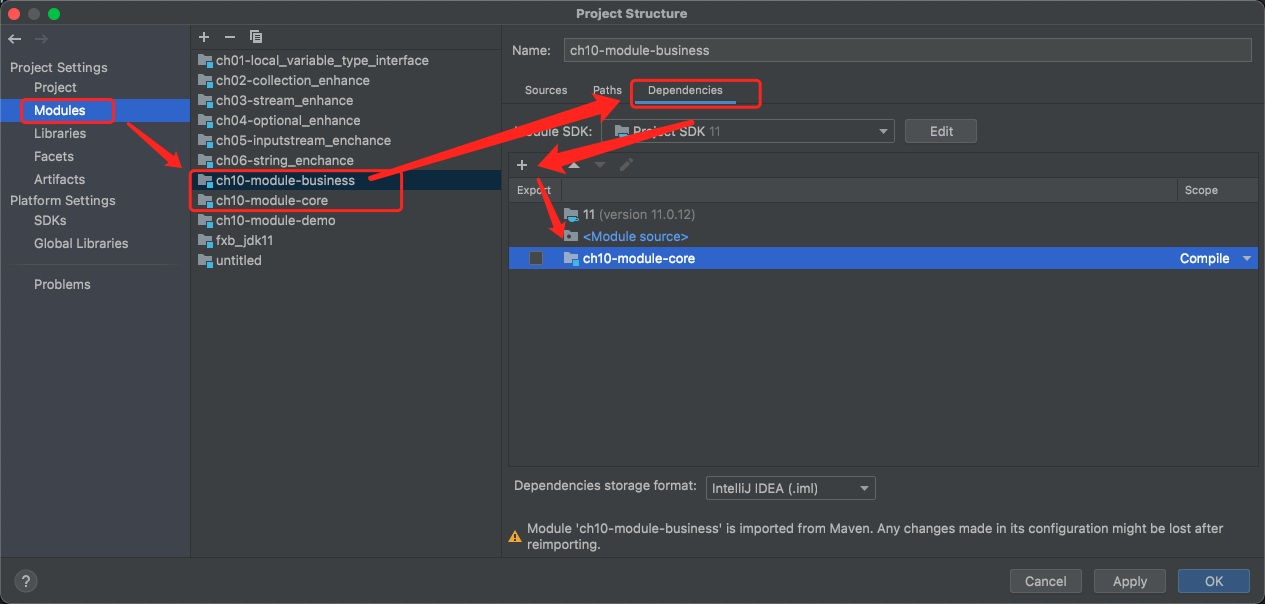 Project Structure
Project Settings
Project
Modules
Libraries
Facets
Artifacts
Platform Settings
SDKs
Global Libraries
Problems
ch01-local_variable_type_interface
ch02-collection_enhance
ch03-stream_enhance
ch04-optional_enhance
ch05-inputstream_enchance
ch06-string_enchance
ch10-module-business
ch10-module-core
ch10-module-demo
fxb_jdk11
untitled
Name: ch10-module-business
Sources Paths Dependencies
Module SDK: Project SDK 11 Edit
Export Scope
11 (version 11.0.12)
<Module source>
ch10-module-core Compile
Dependencies storage format: IntelliJ IDEA (.iml)
Module 'ch10-module-business' is imported from Maven. Any changes made in its configuration might be lost after
reimporting.
? Cancel Apply OK